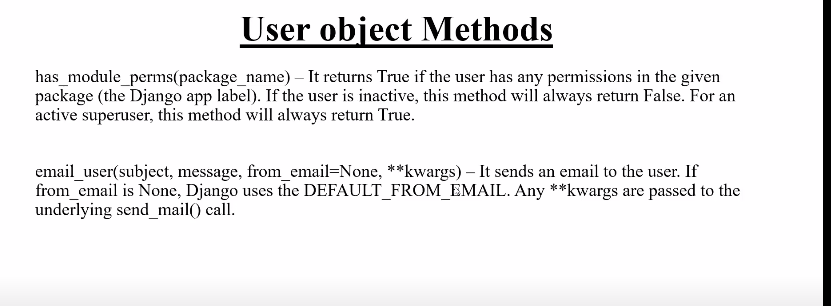 User object Methods
has_module_perms(package_name) – It returns True if the user has any permissions in the given
package (the Django app label). If the user is inactive, this method will always return False. For an
active superuser, this method will always return True.
email_user(subject, message, from_email=None, **kwargs) – It sends an email to the user. If
from_email is None, Django uses the DEFAULT_FROM_EMAIL. Any **kwargs are passed to the
underlying send_mail() call.